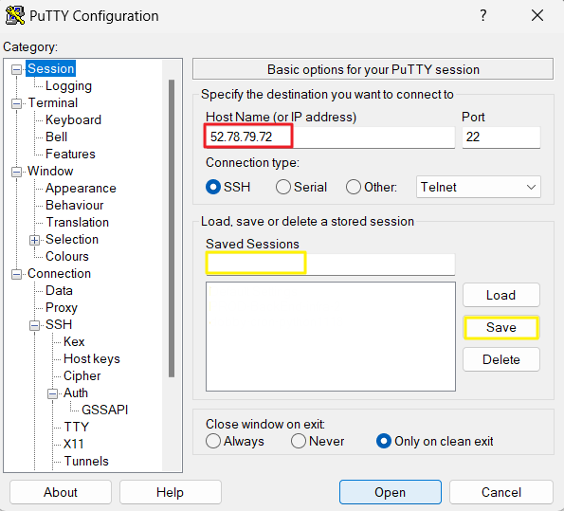 PuTTY Configuration
?
Category:
Session
Logging
Terminal
Keyboard
Bell
Features
Window
Appearance
Behaviour
Translation
Selection
Colours
Connection
Data
Proxy
SSH
Kex
Host keys
Cipher
Auth
GSSAPI
TTY
X11
Tunnels
Basic options for your PuTTY session
Specify the destination you want to connect to
Host Name (or IP address) Port
52.78.79.72 22
Connection type:
SSH Serial Other: Telnet
Load, save or delete a stored session
Saved Sessions
Load
Save
Delete
Close window on exit:
Always Never Only on clean exit
About Help Open Cancel